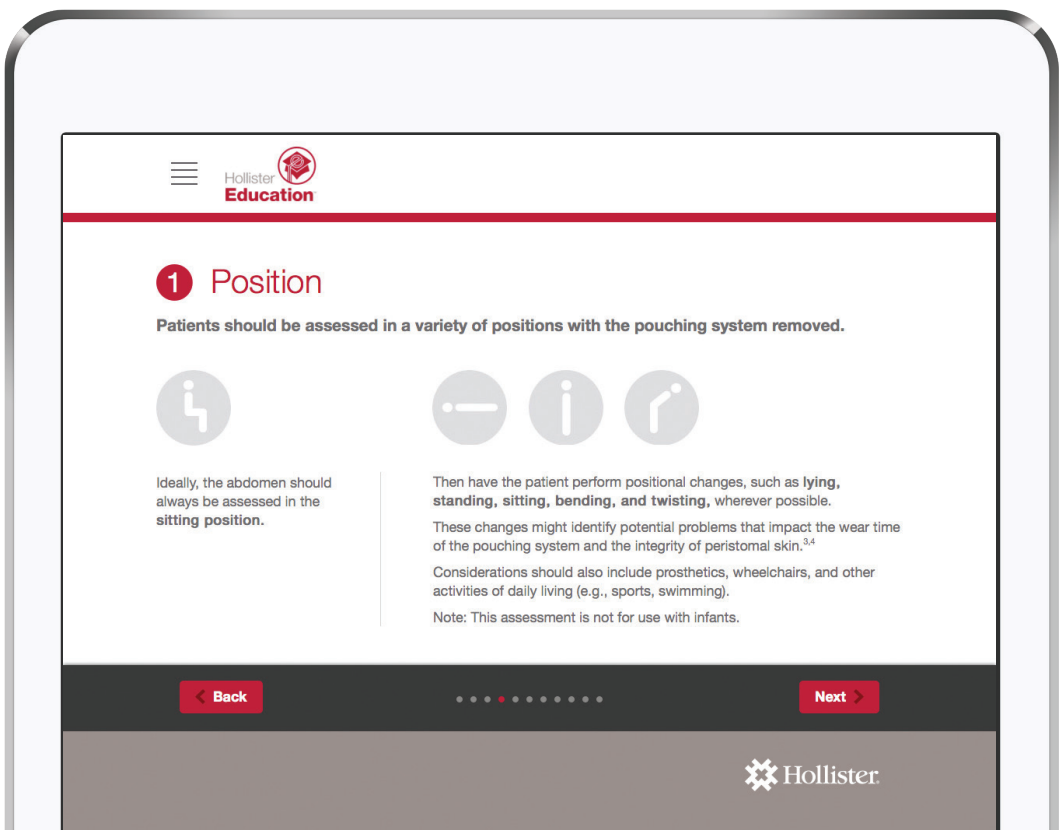 Hollister
Education
1 Position
Patients should be assessed in a variety of positions with the pouching system removed.
Ideally, the abdomen should
always be assessed in the
sitting position.
Then have the patient perform positional changes, such as lying,
standing, sitting, bending, and twisting, wherever possible.
These changes might identify potential problems that impact the wear time
of the pouching system and the integrity of peristomal skin.3,4
Considerations should also include prosthetics, wheelchairs, and other
activities of daily living (e.g., sports, swimming).
Note: This assessment is not for use with infants.
Back
Next
Hollister